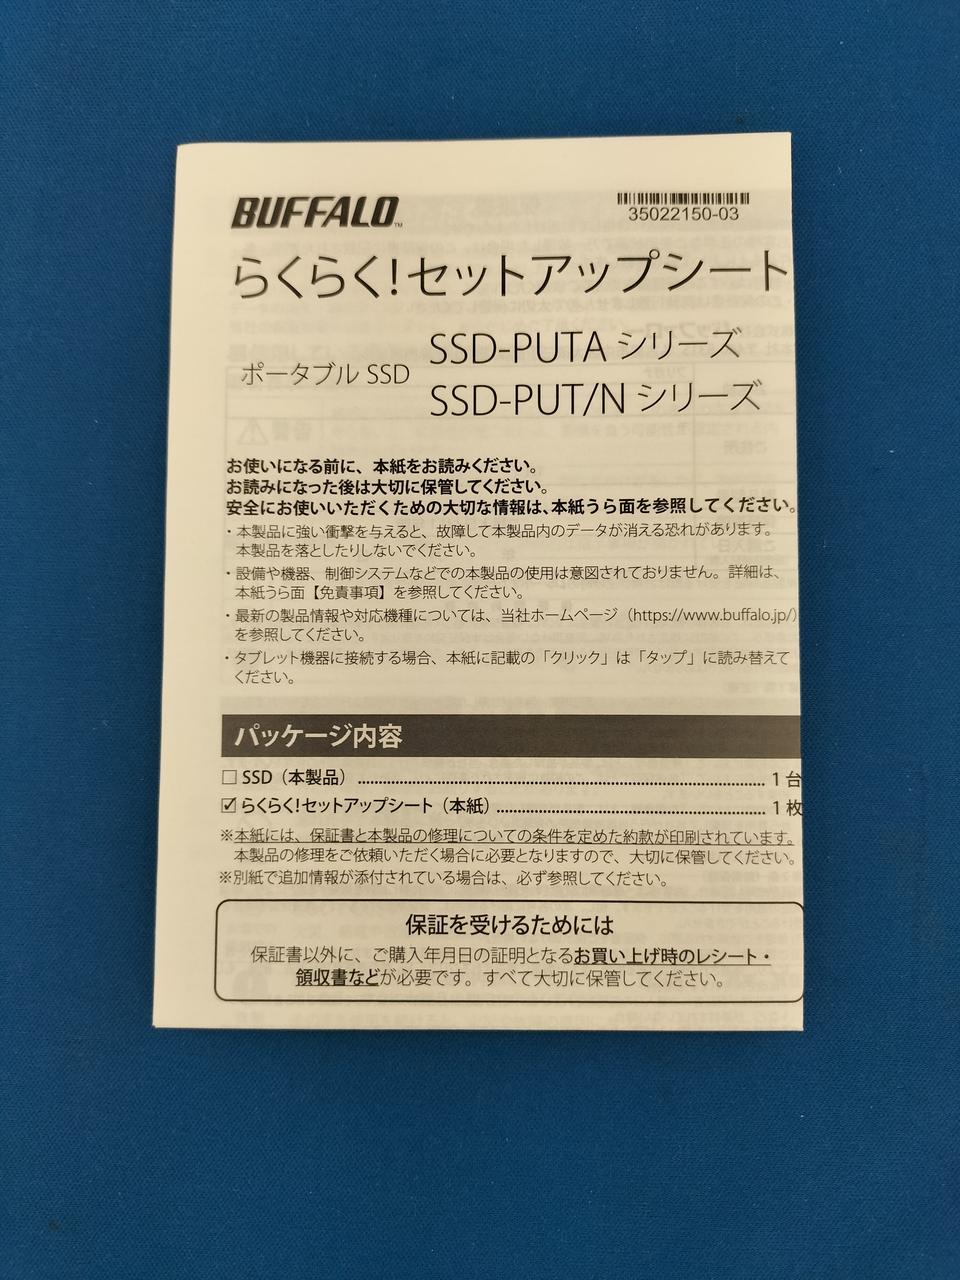 BUFFALO™
35022150-03
らくらく！セットアップシート
ポータブル SSD
SSD-PUTA シリーズ
SSD-PUT/N シリーズ
お使いになる前に、本紙をお読みください。
お読みになった後は大切に保管してください。
安全にお使いいただくための大切な情報は、本紙うら面を参照してください。
・本製品に強い衝撃を与えると、故障して本製品内のデータが消える恐れがあります。
本製品を落としたりしないでください。
・設備や機器、制御システムなどでの本製品の使用は意図されておりません。詳細は、
本紙うら面【免責事項】を参照してください。
・最新の製品情報や対応機種については、当社ホームページ（https://www.buffalo.jp/）
を参照してください。
・タブレット機器に接続する場合、本紙に記載の「クリック」は「タップ」に読み替えて
ください。
パッケージ内容
□ SSD（本製品）................................................ 1 台
☑ らくらく！セットアップシート（本紙）................................ 1 枚
※本紙には、保証書と本製品の修理についての条件を定めた約款が印刷されています。
本製品の修理をご依頼いただく場合に必要となりますので、大切に保管してください。
※別紙で追加情報が添付されている場合は、必ず参照してください。
保証を受けるためには
保証書以外に、ご購入年月日の証明となるお買い上げ時のレシート・
領収書などが必要です。すべて大切に保管してください。